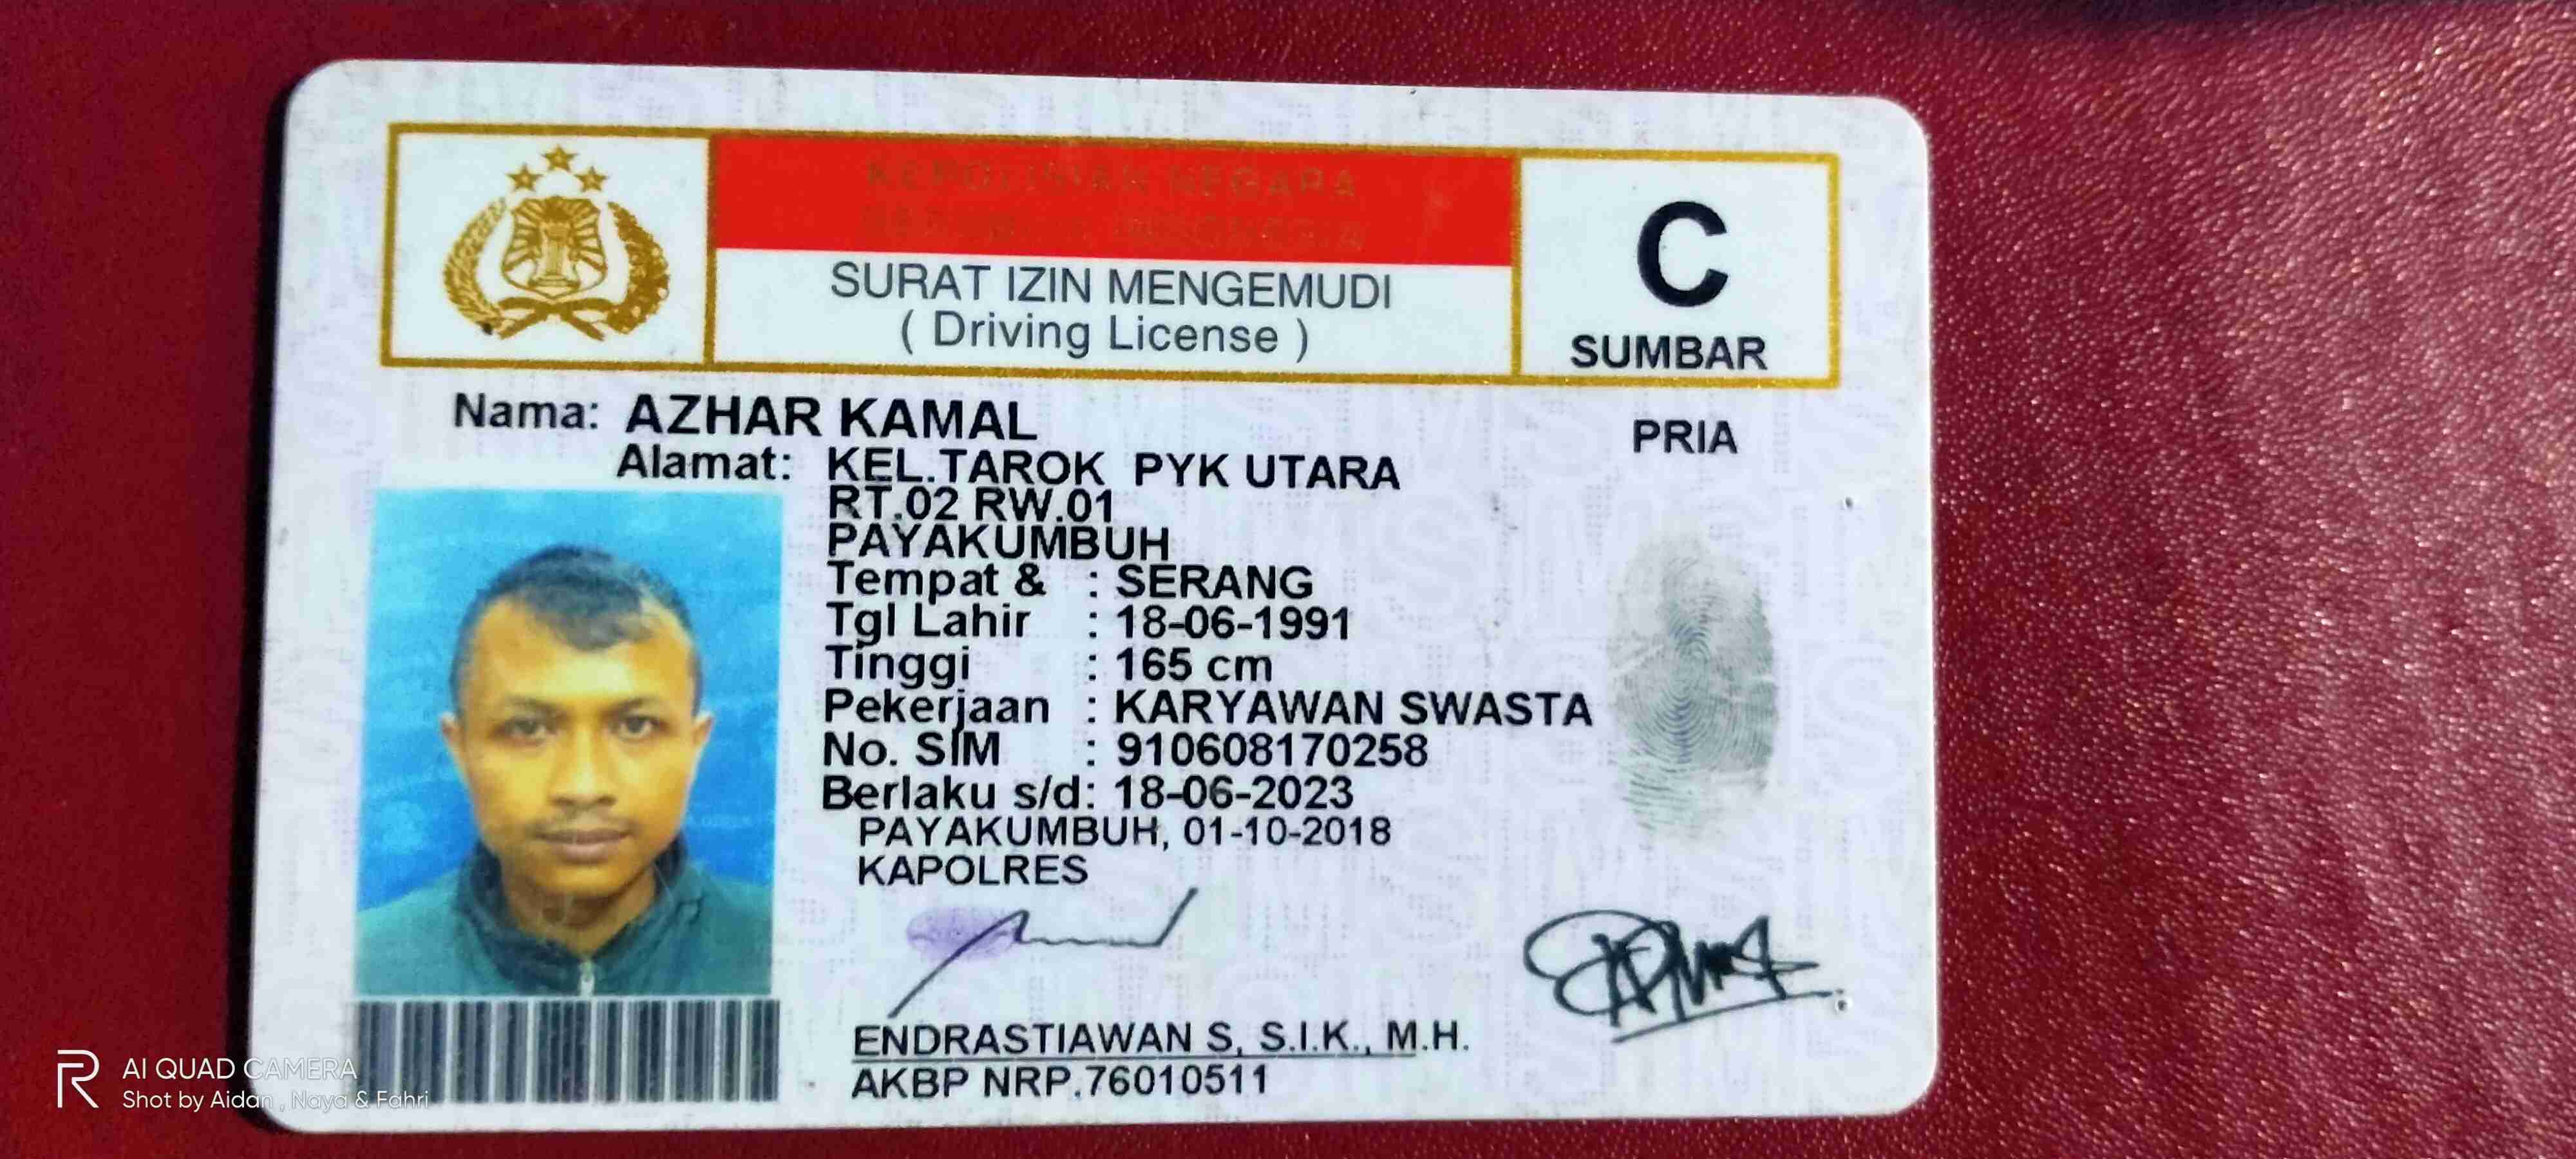 KEPOLISIAN NEGARA
REPUBLIK INDONESIA
SURAT IZIN MENGEMUDI
( Driving License )
C
SUMBAR
Nama: AZHAR KAMAL
PRIA
Alamat: KEL.TAROK PYK UTARA
RT.02 RW.01
PAYAKUMBUH
Tempat & : SERANG
Tgl Lahir : 18-06-1991
Tinggi : 165 cm
Pekerjaan : KARYAWAN SWASTA
No. SIM : 910608170258
Berlaku s/d: 18-06-2023
PAYAKUMBUH, 01-10-2018
KAPOLRES
ENDRASTIAWAN S, S.I.K., M.H.
AKBP NRP.76010511
R AI QUAD CAMERA
Shot by Aidan , Naya & Fahri